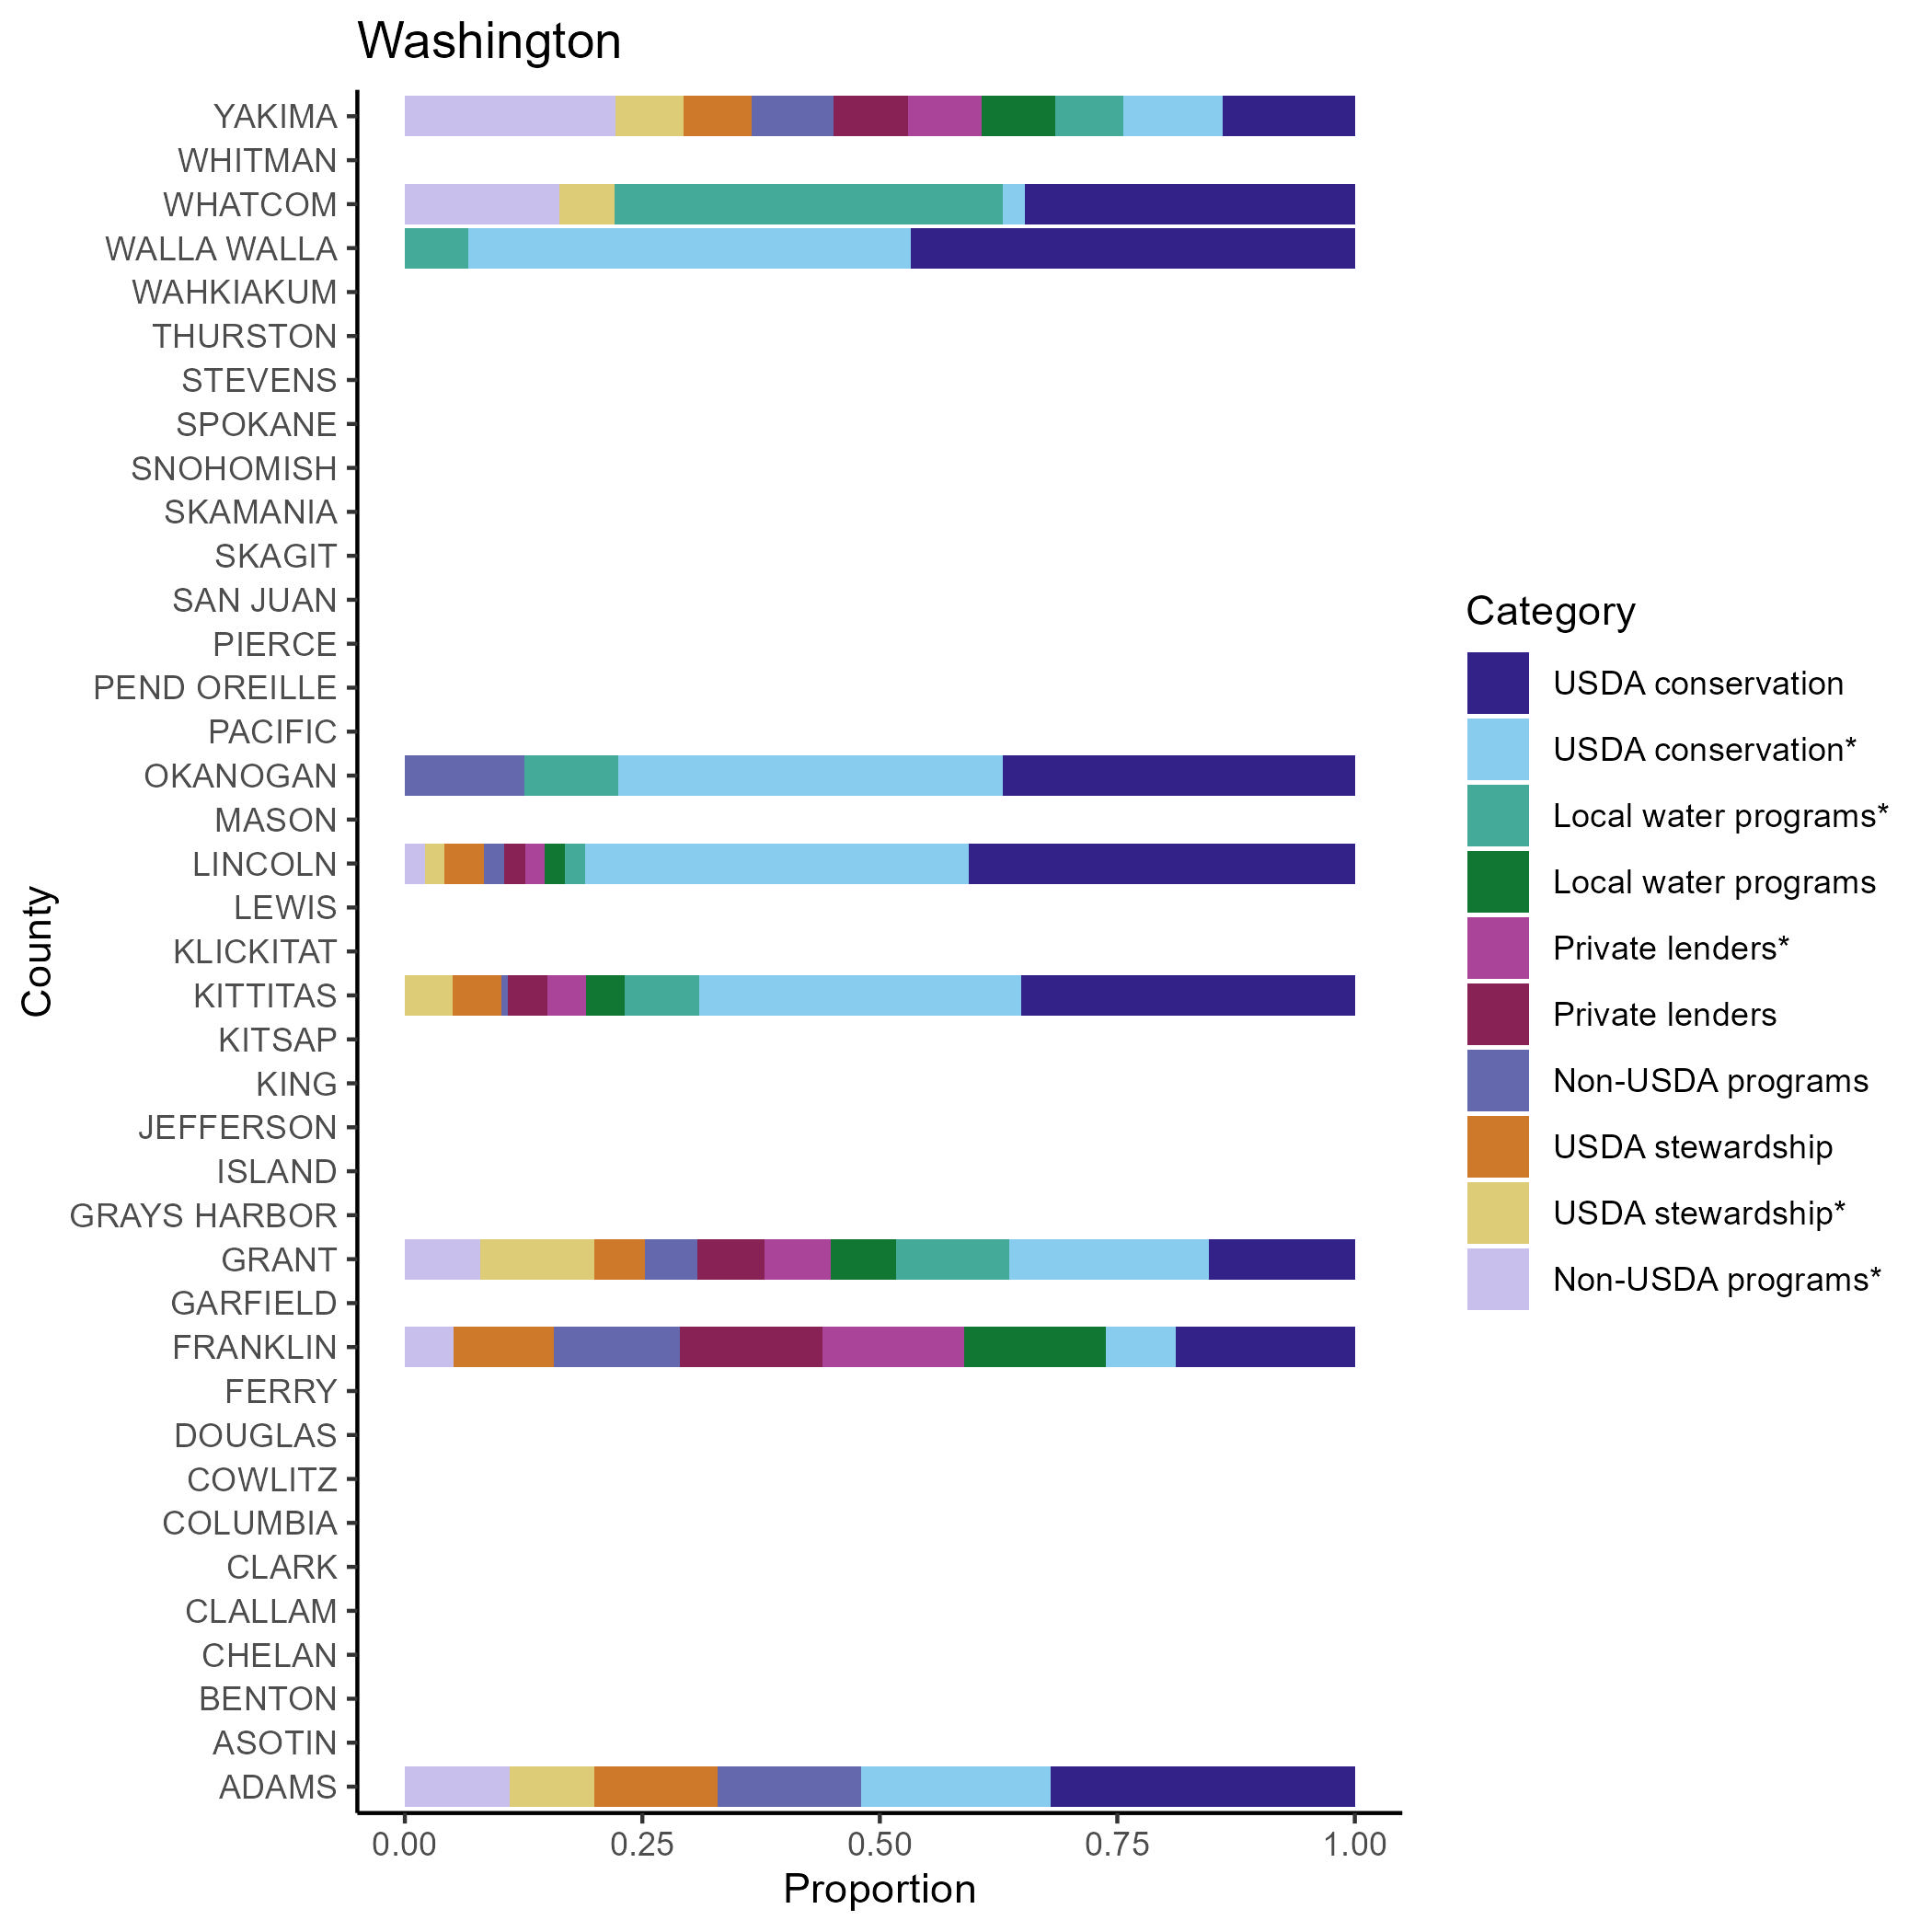 Washington
YAKIMA
WHITMAN
WHATCOM
WALLA WALLA
WAHKIAKUM
THURSTON
STEVENS
SPOKANE
SNOHOMISH
SKAMANIA
SKAGIT
SAN JUAN
PIERCE
PEND OREILLE
PACIFIC
OKANOGAN
MASON
LINCOLN
LEWIS
KLICKITAT
KITTITAS
KITSAP
KING
JEFFERSON
ISLAND
GRAYS HARBOR
GRANT
GARFIELD
FRANKLIN
FERRY
DOUGLAS
COWLITZ
COLUMBIA
CLARK
CLALLAM
CHELAN
BENTON
ASOTIN
ADAMS
County
0.00 0.25 0.50 0.75 1.00
Proportion
Category
USDA conservation
USDA conservation*
Local water programs*
Local water programs
Private lenders*
Private lenders
Non-USDA programs
USDA stewardship
USDA stewardship*
Non-USDA programs*